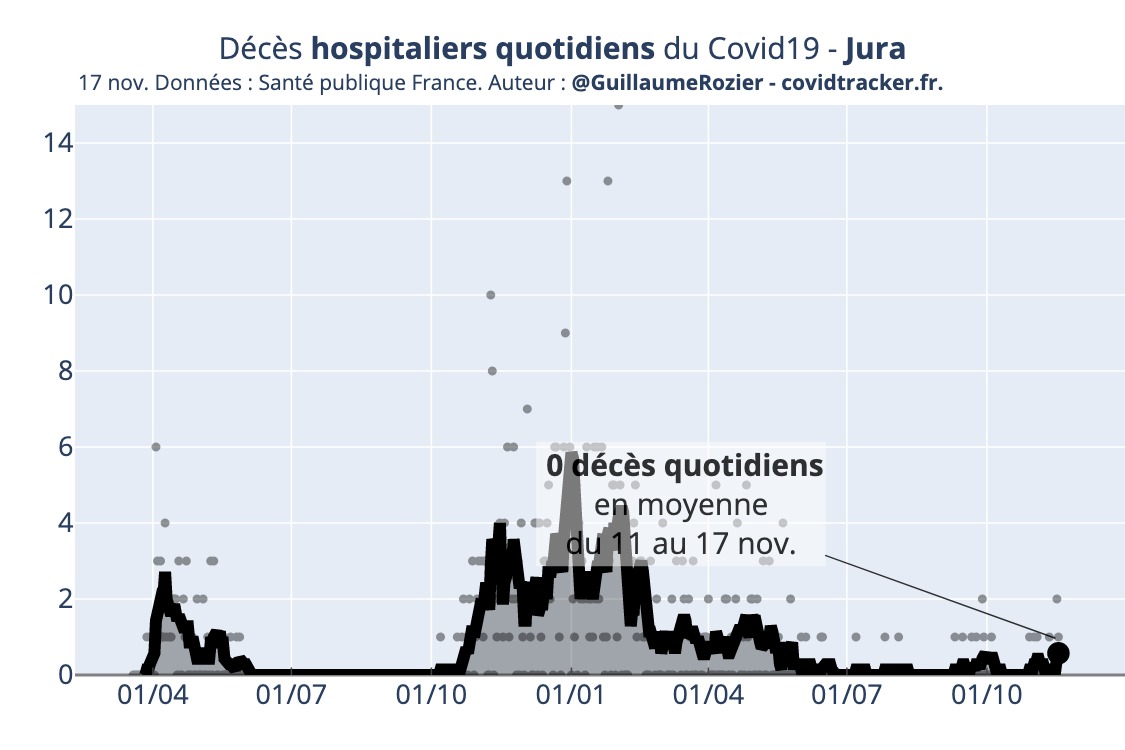 Décès hospitaliers quotidiens du Covid19 - Jura
17 nov. Données : Santé publique France. Auteur : @GuillaumeRozier - covidtracker.fr.
14
12
10
8
6
4
2
0
0 décès quotidiens
en moyenne
du 11 au 17 nov.
01/04 01/07 01/10 01/01 01/04 01/07 01/10